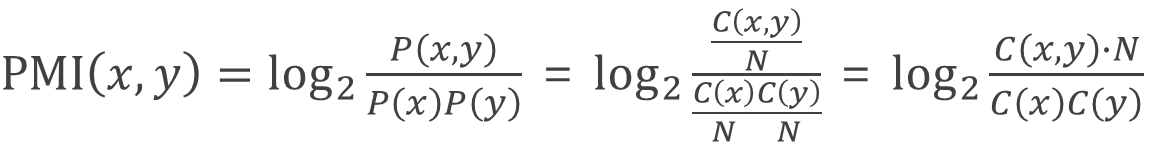 PMI(x, y) = log₂ P(x,y) / P(x)P(y) = log₂ (C(x,y) / N) / (C(x)C(y) / N N) = log₂ C(x,y)·N / C(x)C(y)